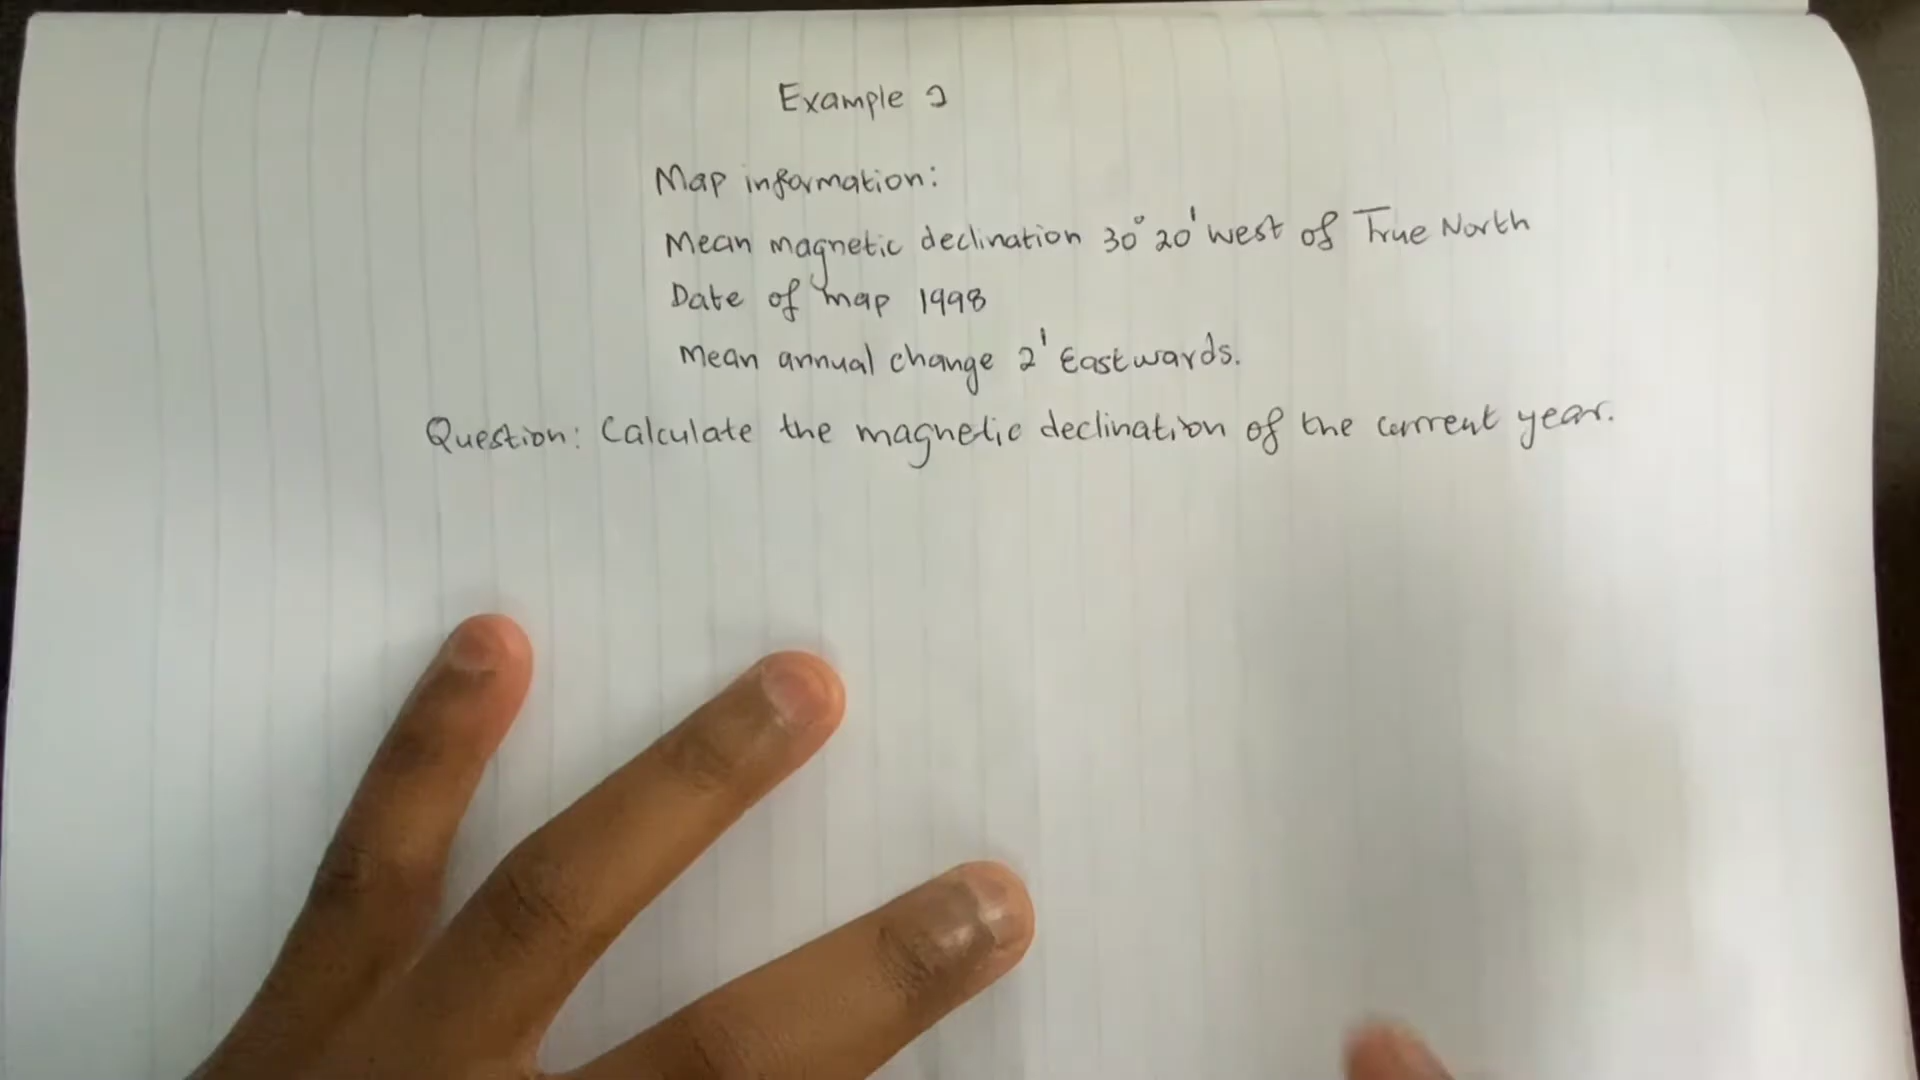 Example 2
Map information:
Mean magnetic declination 30° 20' west of True North
Date of map 1998
Mean annual change 2' Eastwards.
Question: Calculate the magnetic declination of the current year.